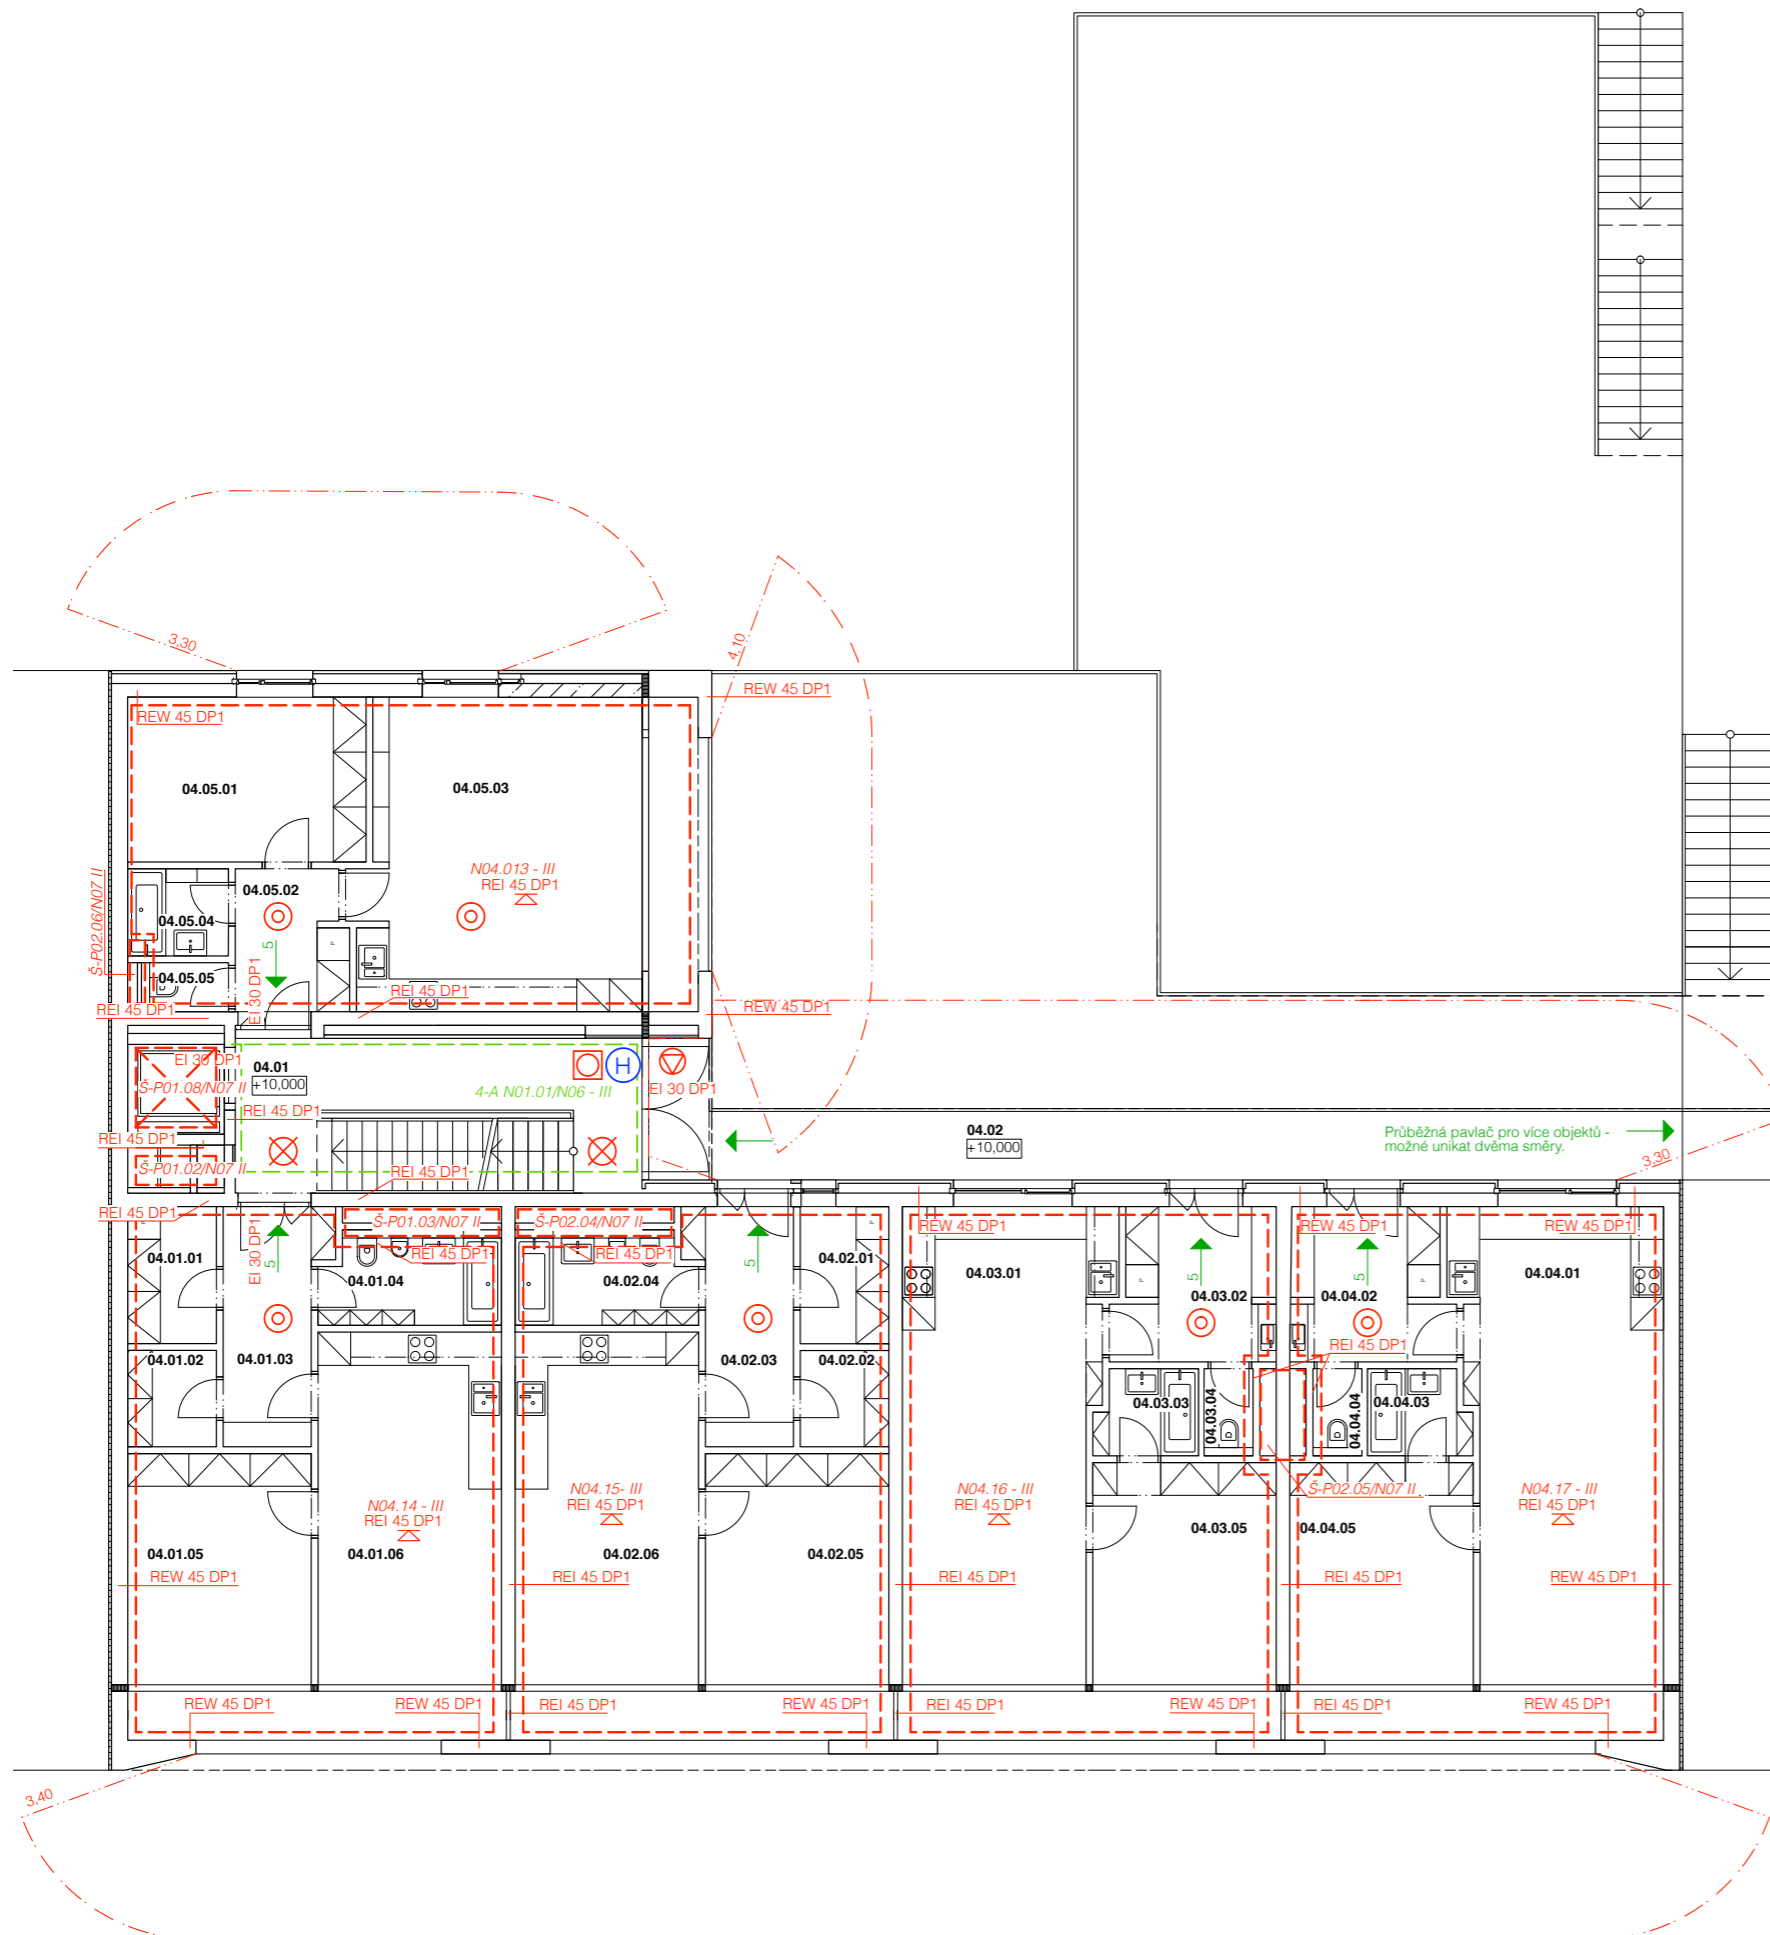 3,30
4,10
REW 45 DP1
REW 45 DP1
04.05.01
04.05.03
N04.013 - III
REI 45 DP1
Š-P02.06/N07 II
04.05.02
04.05.04
P
5
04.05.05
EI 30 DP1
REI 45 DP1
REI 45 DP1
REW 45 DP1
EI 30 DP1
04.01
+10,000
Š-P01.08/N07 II
4-A N01.01/N06 - III
H
EI 30 DP1
REI 45 DP1
REI 45 DP1
04.02
+10,000
Průběžná pavlač pro více objektů -
možné unikat dvěma směry.
3,30
Š-P01.02/N07 II
REI 45 DP1
REI 45 DP1
EI 30 DP1
Š-P01.03/N07 II
Š-P02.04/N07 II
REI 45 DP1
REI 45 DP1
REW 45 DP1
REW 45 DP1
REW 45 DP1
P
P
P
P
04.01.01
5
04.01.04
04.02.04
5
04.02.01
04.03.01
5
04.03.02
5
04.04.02
04.04.01
04.01.02
04.01.03
04.02.03
04.02.02
REI 45 DP1
04.03.03
04.03.04
04.04.04
04.04.03
N04.14 - III
REI 45 DP1
N04.15- III
REI 45 DP1
N04.16 - III
REI 45 DP1
Š-P02.05/N07 II
N04.17 - III
REI 45 DP1
04.01.05
04.01.06
04.02.06
04.02.05
04.03.05
04.04.05
REW 45 DP1
REI 45 DP1
REI 45 DP1
REI 45 DP1
REW 45 DP1
REW 45 DP1
REW 45 DP1
REI 45 DP1
REW 45 DP1
REI 45 DP1
REW 45 DP1
REI 45 DP1
REW 45 DP1
3,40